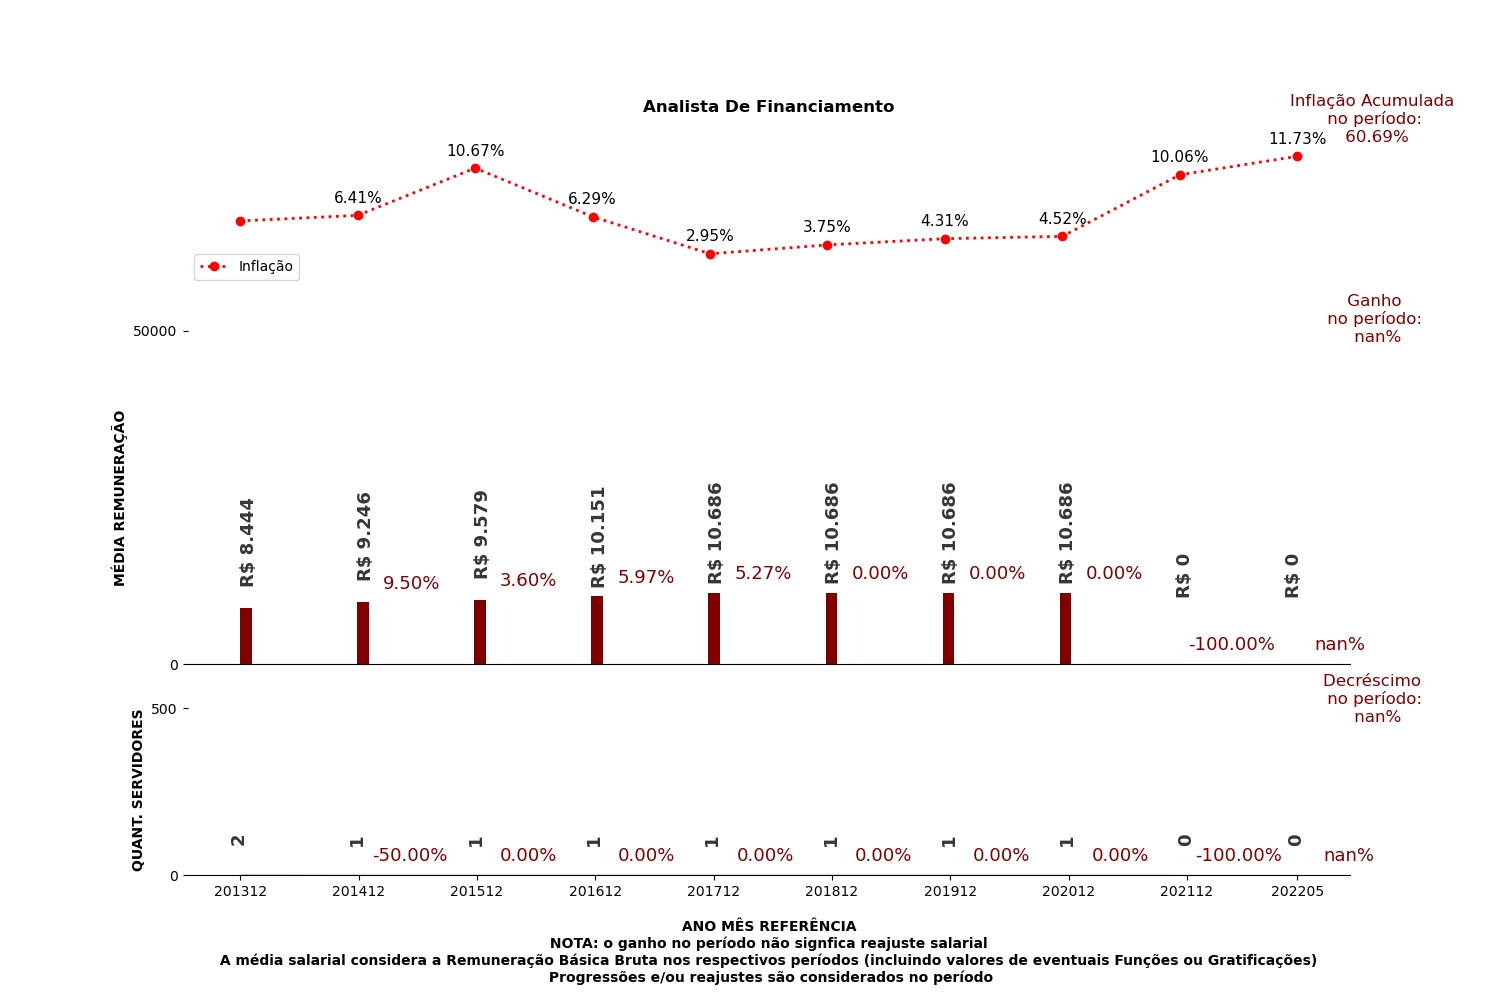 Analista De Financiamento
Inflação Acumulada
no período:
60.69%
6.41%
10.67%
6.29%
2.95%
3.75%
4.31%
4.52%
10.06%
11.73%
Inflação
Ganho
no período:
nan%
50000
0
MÉDIA REMUNERAÇÃO
R$ 8.444
R$ 9.246
R$ 9.579
R$ 10.151
R$ 10.686
R$ 10.686
R$ 10.686
R$ 10.686
R$ 0
R$ 0
9.50%
3.60%
5.97%
5.27%
0.00%
0.00%
0.00%
-100.00%
nan%
Decréscimo
no período:
nan%
500
0
QUANT. SERVIDORES
2
1
1
1
1
1
1
1
0
0
-50.00%
0.00%
0.00%
0.00%
0.00%
0.00%
0.00%
-100.00%
nan%
201312
201412
201512
201612
201712
201812
201912
202012
202112
202205
ANO MÊS REFERÊNCIA
NOTA: o ganho no período não signfica reajuste salarial
A média salarial considera a Remuneração Básica Bruta nos respectivos períodos (incluindo valores de eventuais Funções ou Gratificações)
Progressões e/ou reajustes são considerados no período